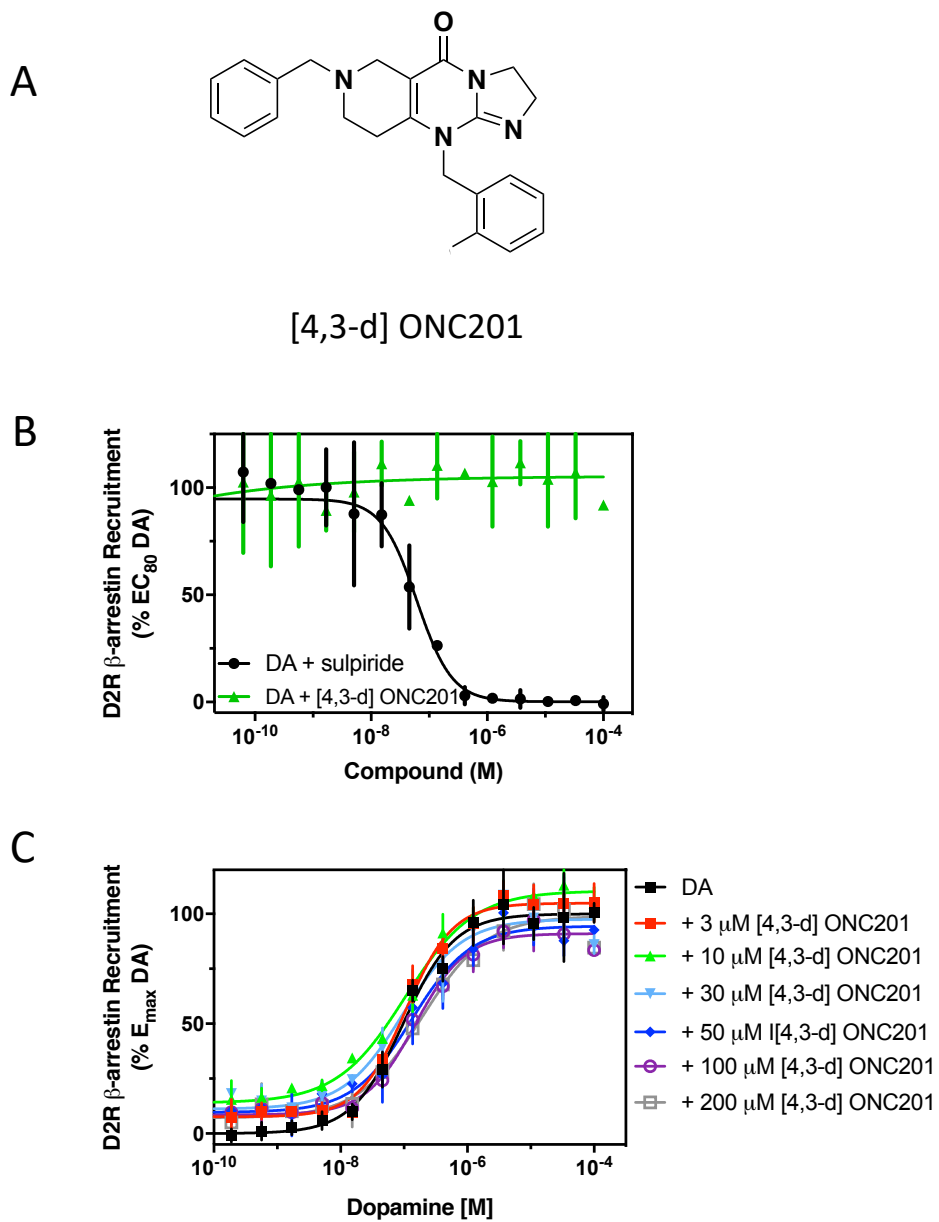 A
O
N
N
N
N
[4,3-d] ONC201
B
D2R β-arrestin Recruitment
(% EC80 DA)
100
50
0
DA + sulpiride
DA + [4,3-d] ONC201
10-10
10-8
10-6
10-4
Compound (M)
C
D2R β-arrestin Recruitment
(% Emax DA)
100
50
0
10-10
10-8
10-6
10-4
Dopamine [M]
DA
+ 3 μM [4,3-d] ONC201
+ 10 μM [4,3-d] ONC201
+ 30 μM [4,3-d] ONC201
+ 50 μM I[4,3-d] ONC201
+ 100 μM [4,3-d] ONC201
+ 200 μM [4,3-d] ONC201